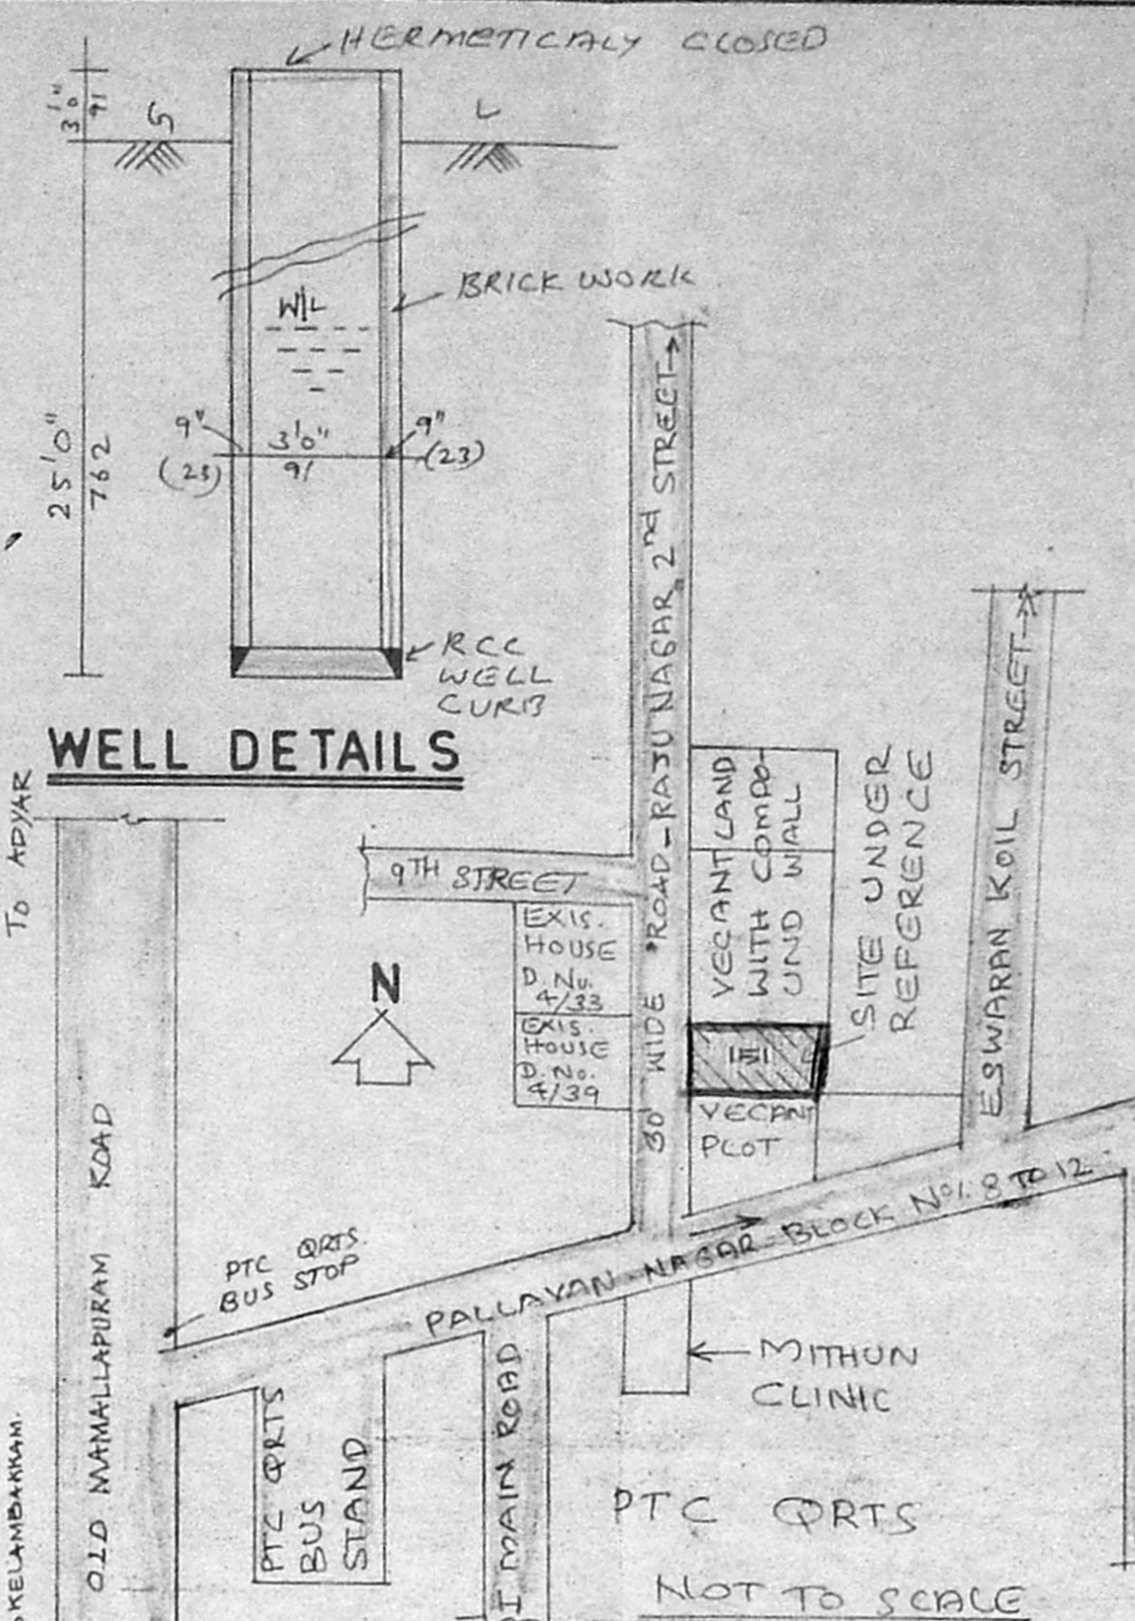 HERMETICALY CLOSED
3'0"
91
G
L
BRICK WORK
W/L
9"
(23)
3'0"
91
9"
(23)
25'0"
762
RCC
WELL
CURB
WELL DETAILS
TO ADYAR
9TH STREET
EXIS.
HOUSE
D. No.
4/33
EXIS.
HOUSE
D. No.
4/39
N
30' WIDE ROAD - RAJU NAGAR 2nd STREET
VECANT LAND
WITH COMPO-
UND WALL
SITE UNDER
REFERENCE
ESWARAN KOIL STREET
VECANT
PLOT
OLD MAMALLAPURAM ROAD
PTC QRTS.
BUS STOP
PALLAVAN NAGAR - BLOCK No. 8 TO 12
MITHUN
CLINIC
PTC QRTS
BUS
STAND
MAIN ROAD
PTC QRTS
KELAMBAKKAM.
NOT TO SCALE